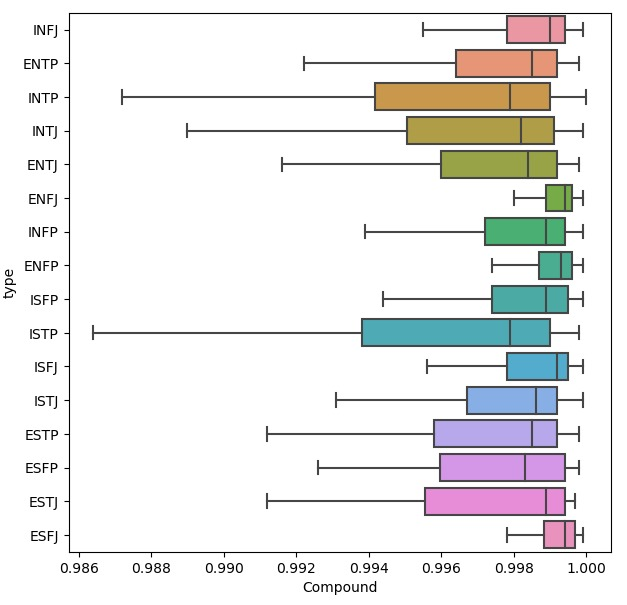 INFJ
ENTP
INTP
INTJ
ENTJ
ENFJ
INFP
ENFP
ISFP
ISTP
ISFJ
ISTJ
ESTP
ESFP
ESTJ
ESFJ
type
0.986 0.988 0.990 0.992 0.994 0.996 0.998 1.000
Compound